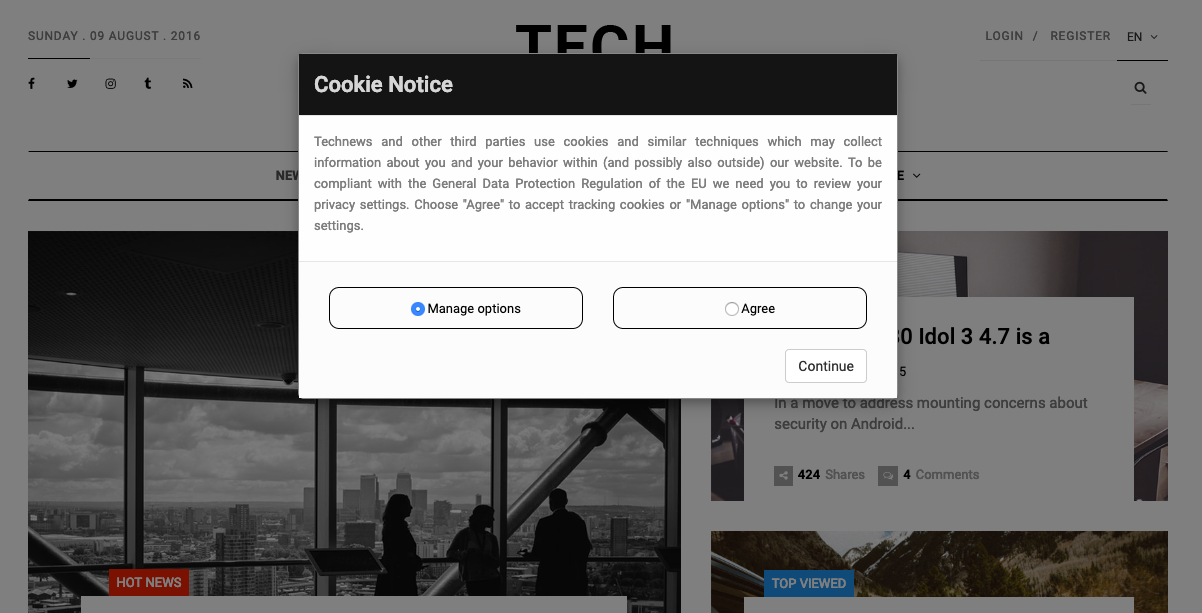 SUNDAY . 09 AUGUST . 2016
TECH
LOGIN / REGISTER EN
Cookie Notice
Technews and other third parties use cookies and similar techniques which may collect
information about you and your behavior within (and possibly also outside) our website. To be
compliant with the General Data Protection Regulation of the EU we need you to review your
privacy settings. Choose "Agree" to accept tracking cookies or "Manage options" to change your
settings.
Manage options
Agree
Continue
Idol 3 4.7 is a
5
In a move to address mounting concerns about
security on Android...
424 Shares 4 Comments
HOT NEWS
TOP VIEWED